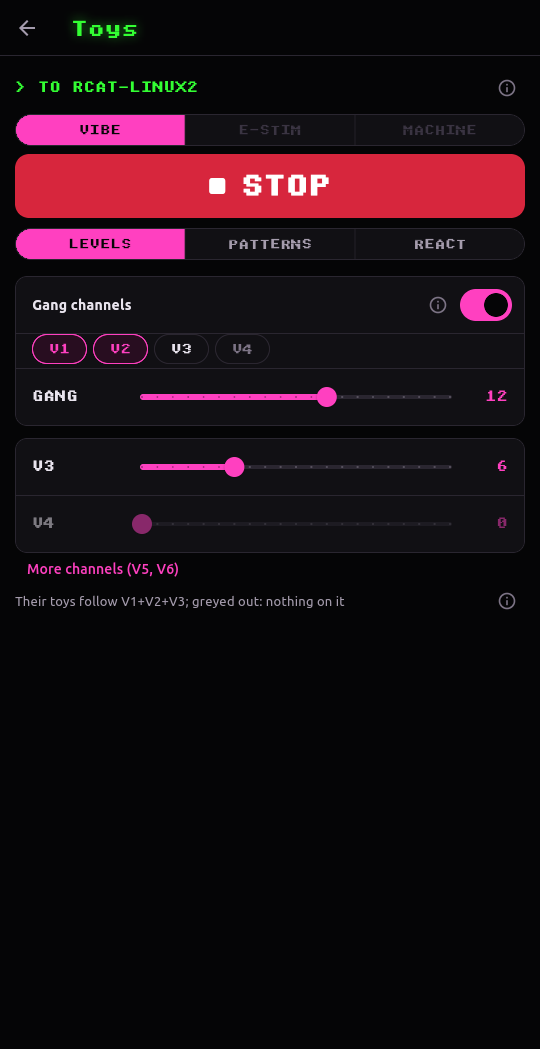 Toys
> TO RCAT-LINUX2
VIBE E-STIM MACHINE
STOP
LEVELS PATTERNS REACT
Gang channels
V1 V2 V3 V4
GANG 12
V3 6
V4 0
More channels (V5, V6)
Their toys follow V1+V2+V3; greyed out: nothing on it